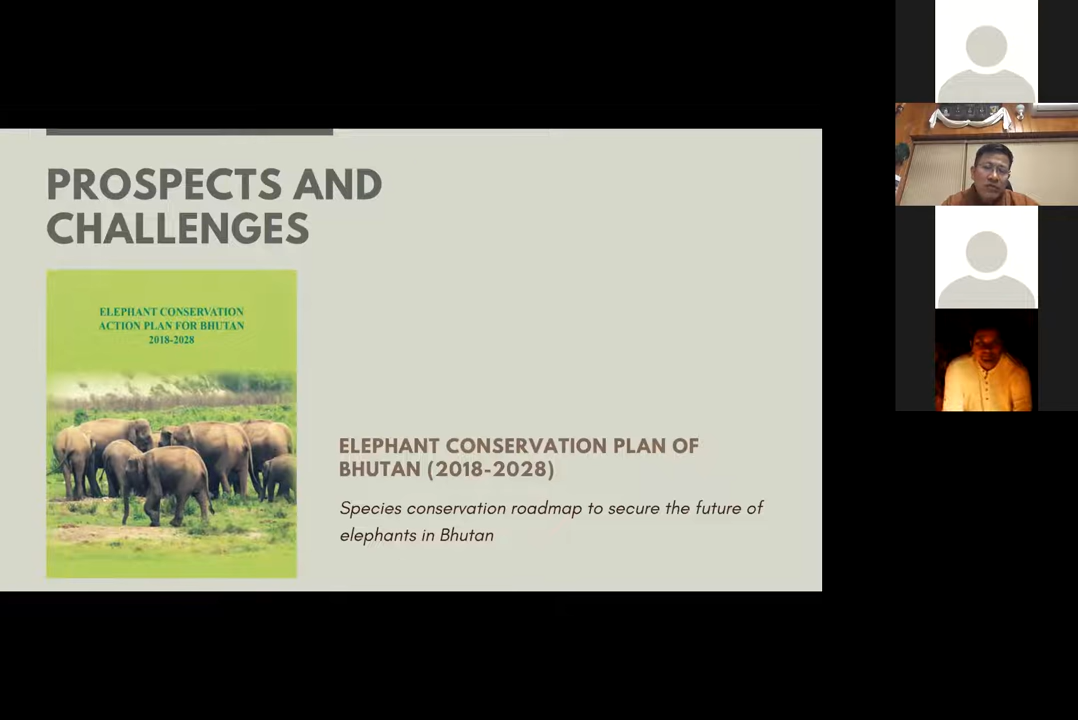 PROSPECTS AND
CHALLENGES
ELEPHANT CONSERVATION
ACTION PLAN FOR BHUTAN
2018-2028
ELEPHANT CONSERVATION PLAN OF
BHUTAN (2018-2028)
Species conservation roadmap to secure the future of
elephants in Bhutan